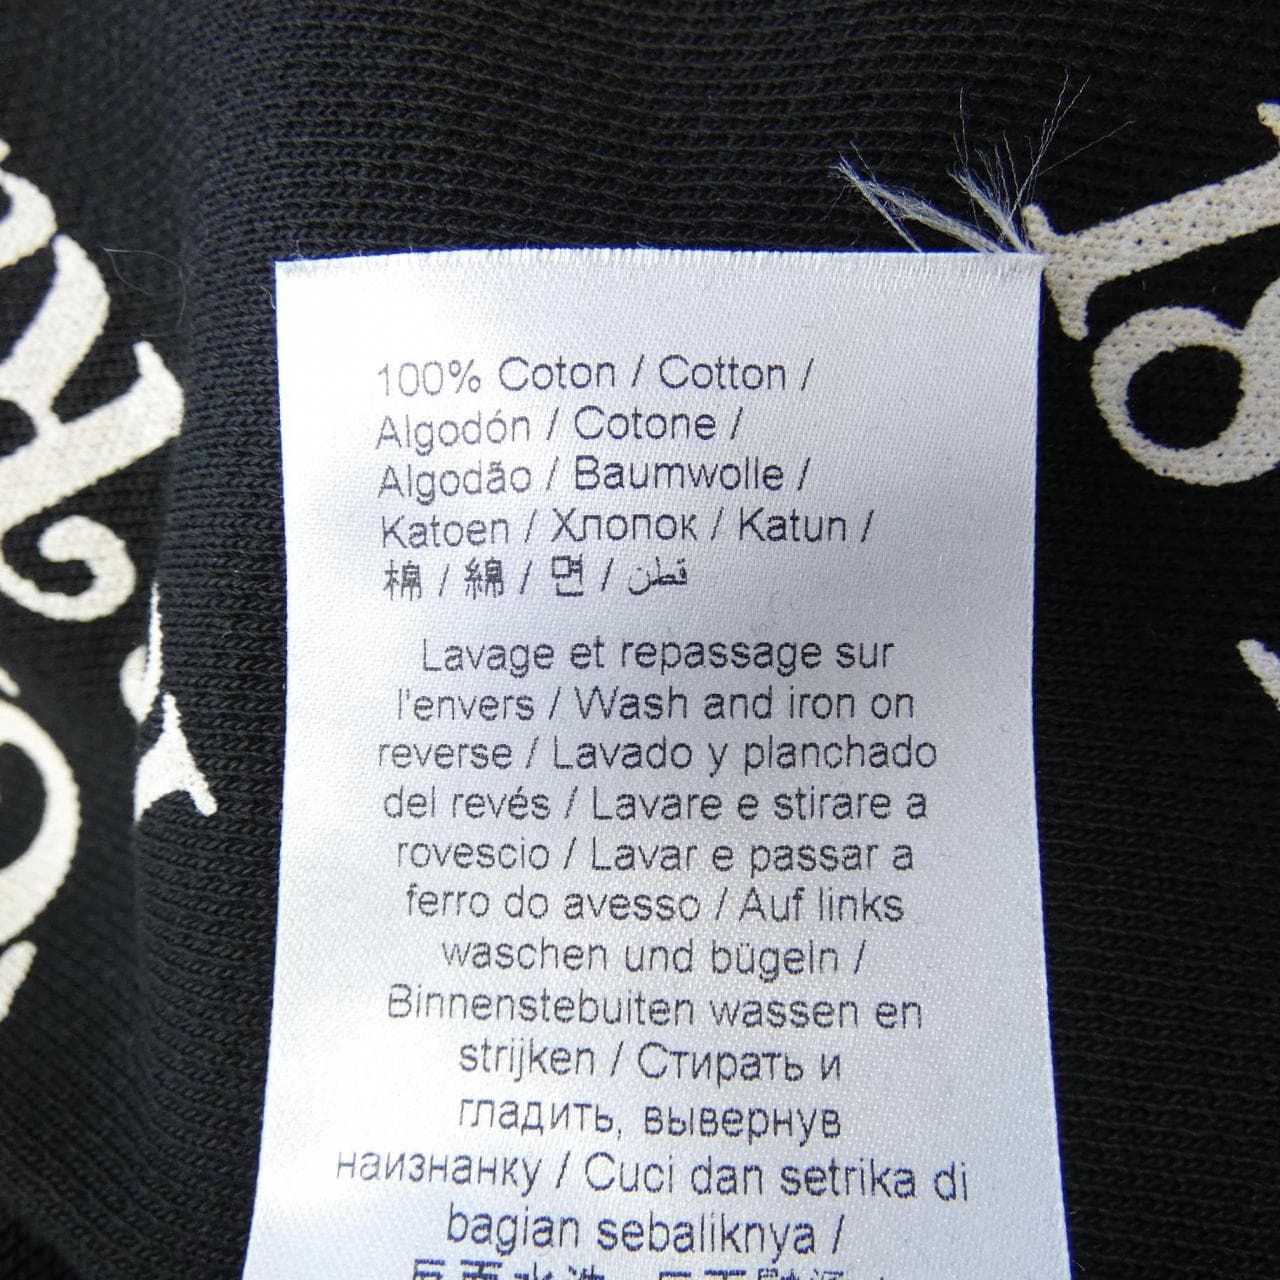 100% Coton / Cotton /
Algodón / Cotone /
Algodão / Baumwolle /
Katoen / Хлопок / Katun /
棉 / 綿 / 면 / قطن
Lavage et repassage sur
l'envers / Wash and iron on
reverse / Lavado y planchado
del revés / Lavare e stirare a
rovescio / Lavar e passar a
ferro do avesso / Auf links
waschen und bügeln /
Binnenstebuiten wassen en
strijken / Стирать и
гладить, вывернув
наизнанку / Cuci dan setrika di
bagian sebaliknya /